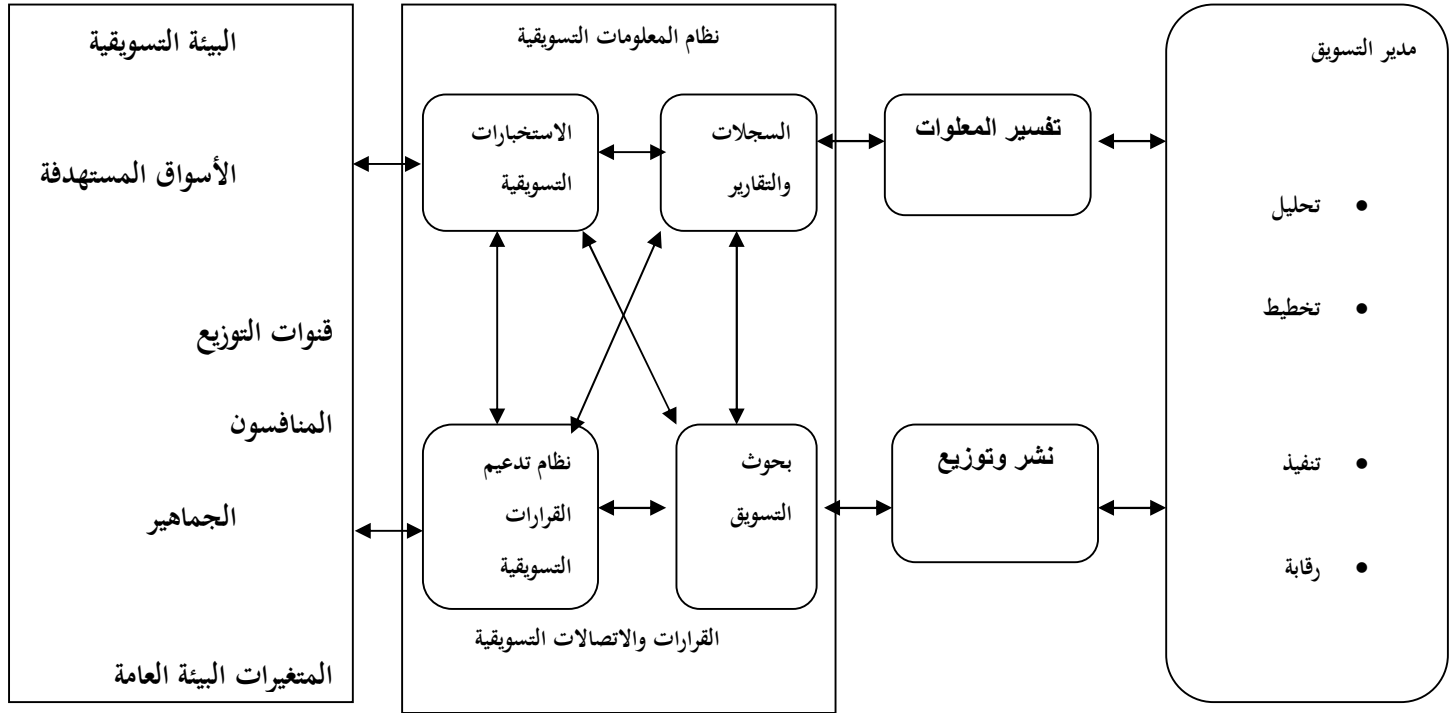 مدير التسويق
• تحليل
• تخطيط
• تنفيذ
• رقابة
تفسير المعلوات
نشر وتوزيع
نظام المعلومات التسويقية
السجلات
والتقارير
الاستخبارات
التسويقية
بحوث
التسويق
نظام تدعيم
القرارات
التسويقية
القرارات والاتصالات التسويقية
البيئة التسويقية
الأسواق المستهدفة
قنوات التوزيع
المنافسون
الجماهير
المتغيرات البيئة العامة